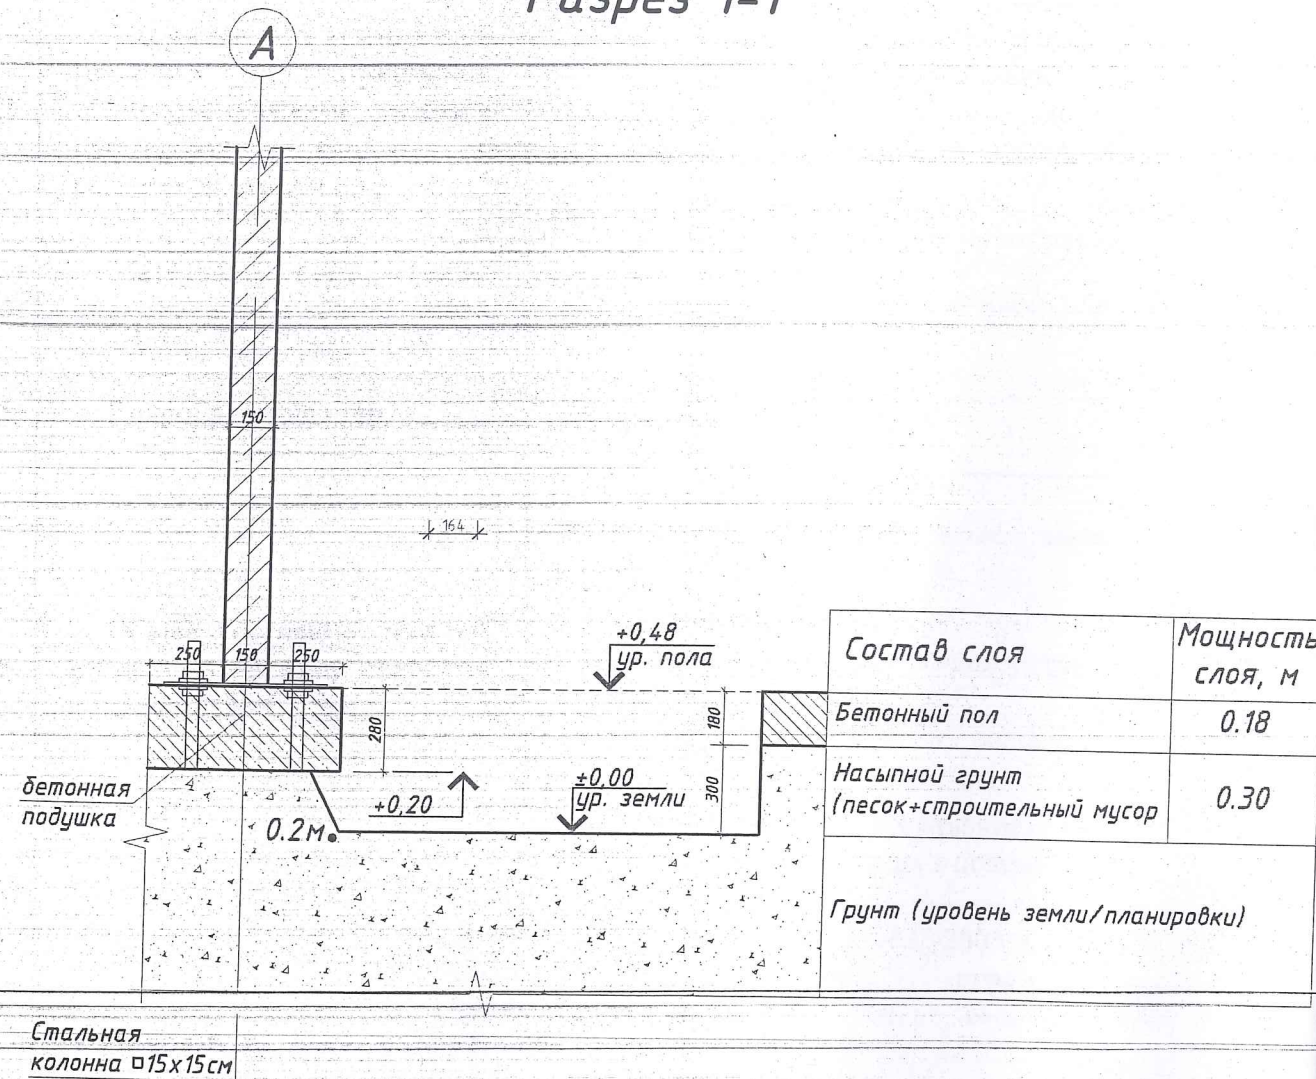 Разрез 1-1
А
150
164
250 150 250
280
бетонная
подушка
+0,20
0.2м.
+0,48
ур. пола
±0,00
ур. земли
180
300
Состав слоя
Мощность
слоя, м
Бетонный пол
0.18
Насыпной грунт
(песок+строительный мусор
0.30
Грунт (уровень земли/планировки)
Стальная
колонна □15х15см